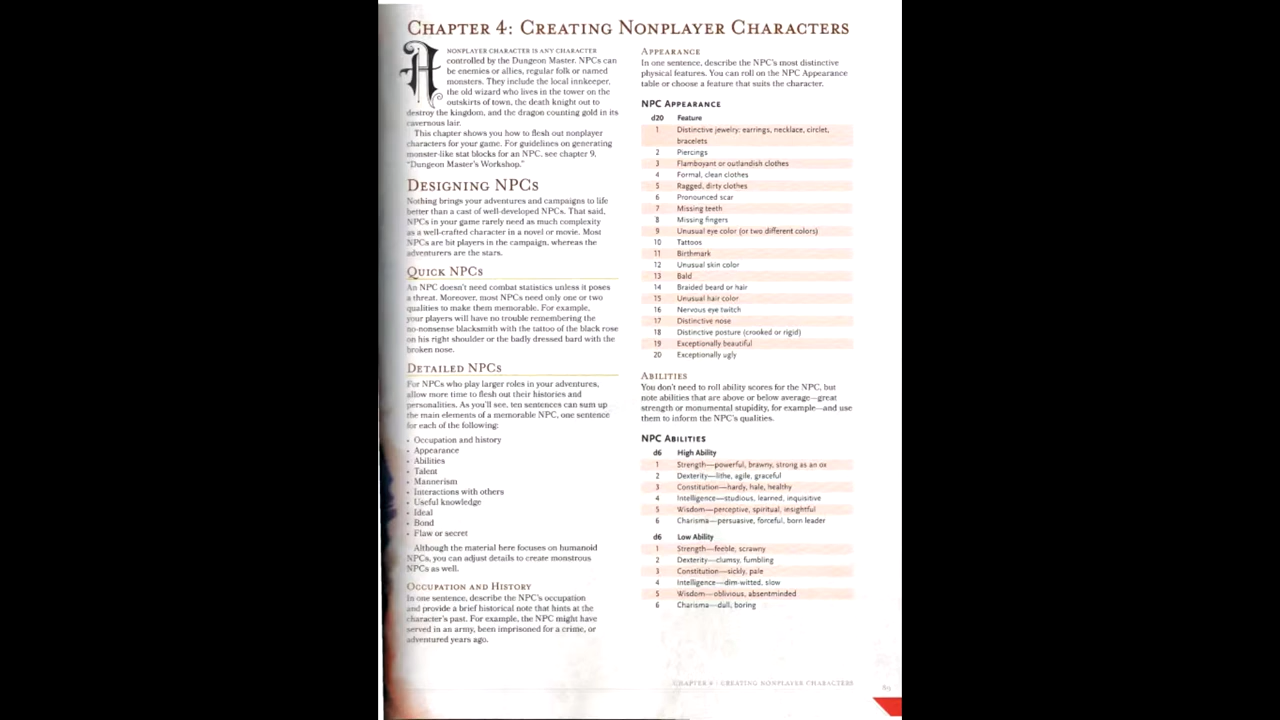 CHAPTER 4: CREATING NONPLAYER CHARACTERS
A NONPLAYER CHARACTER IS ANY CHARACTER
controlled by the Dungeon Master. NPCs can
be enemies or allies, regular folk or named
monsters. They include the local innkeeper,
the old wizard who lives in the tower on the
outskirts of town, the death knight out to
destroy the kingdom, and the dragon counting gold in its
cavernous lair.
This chapter shows you how to flesh out nonplayer
characters for your game. For guidelines on generating
monster-like stat blocks for an NPC, see chapter 9,
"Dungeon Master's Workshop."
DESIGNING NPCS
Nothing brings your adventures and campaigns to life
better than a cast of well-developed NPCs. That said,
NPCs in your game rarely need as much complexity
as a well-crafted character in a novel or movie. Most
NPCs are bit players in the campaign, whereas the
adventurers are the stars.
QUICK NPCS
An NPC doesn't need combat statistics unless it poses
a threat. Moreover, most NPCs need only one or two
qualities to make them memorable. For example,
your players will have no trouble remembering the
no-nonsense blacksmith with the tattoo of the black rose
on his right shoulder or the badly dressed bard with the
broken nose.
DETAILED NPCS
For NPCs who play larger roles in your adventures,
allow more time to flesh out their histories and
personalities. As you'll see, ten sentences can sum up
the main elements of a memorable NPC, one sentence
for each of the following:
• Occupation and history
• Appearance
• Abilities
• Talent
• Mannerism
• Interactions with others
• Useful knowledge
• Ideal
• Bond
• Flaw or secret
Although the material here focuses on humanoid
NPCs, you can adjust details to create monstrous
NPCs as well.
OCCUPATION AND HISTORY
In one sentence, describe the NPC's occupation
and provide a brief historical note that hints at the
character's past. For example, the NPC might have
served in an army, been imprisoned for a crime, or
adventured years ago.
APPEARANCE
In one sentence, describe the NPC's most distinctive
physical features. You can roll on the NPC Appearance
table or choose a feature that suits the character.
NPC APPEARANCE
d20 Feature
1 Distinctive jewelry: earrings, necklace, circlet,
bracelets
2 Piercings
3 Flamboyant or outlandish clothes
4 Formal, clean clothes
5 Ragged, dirty clothes
6 Pronounced scar
7 Missing teeth
8 Missing fingers
9 Unusual eye color (or two different colors)
10 Tattoos
11 Birthmark
12 Unusual skin color
13 Bald
14 Braided beard or hair
15 Unusual hair color
16 Nervous eye twitch
17 Distinctive nose
18 Distinctive posture (crooked or rigid)
19 Exceptionally beautiful
20 Exceptionally ugly
ABILITIES
You don't need to roll ability scores for the NPC, but
note abilities that are above or below average—great
strength or monumental stupidity, for example—and use
them to inform the NPC's qualities.
NPC ABILITIES
d6 High Ability
1 Strength—powerful, brawny, strong as an ox
2 Dexterity—lithe, agile, graceful
3 Constitution—hardy, hale, healthy
4 Intelligence—studious, learned, inquisitive
5 Wisdom—perceptive, spiritual, insightful
6 Charisma—persuasive, forceful, born leader
d6 Low Ability
1 Strength—feeble, scrawny
2 Dexterity—clumsy, fumbling
3 Constitution—sickly, pale
4 Intelligence—dim-witted, slow
5 Wisdom—oblivious, absentminded
6 Charisma—dull, boring
CHAPTER 4 | CREATING NONPLAYER CHARACTERS
89